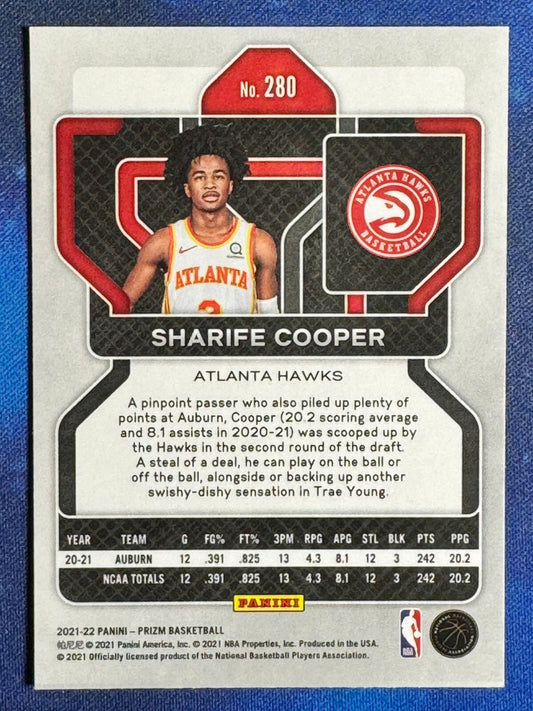 No. 280
ATLANTA HAWKS
BASKETBALL
ATLANTA
SHARIFE COOPER
ATLANTA HAWKS
A pinpoint passer who also piled up plenty of
points at Auburn, Cooper (20.2 scoring average
and 8.1 assists in 2020-21) was scooped up by
the Hawks in the second round of the draft.
A steal of a deal, he can play on the ball or
off the ball, alongside or backing up another
swishy-dishy sensation in Trae Young.
YEAR TEAM G FG% FT% 3PM RPG APG STL BLK PTS PPG
20-21 AUBURN 12 .391 .825 13 4.3 8.1 12 3 242 20.2
NCAA TOTALS 12 .391 .825 13 4.3 8.1 12 3 242 20.2
PANINI
2021-22 PANINI – PRIZM BASKETBALL
帕尼尼 © 2021 Panini America, Inc. © 2021 NBA Properties, Inc. Produced in the USA.
© 2021 Officially licensed product of the National Basketball Players Association.
NBA